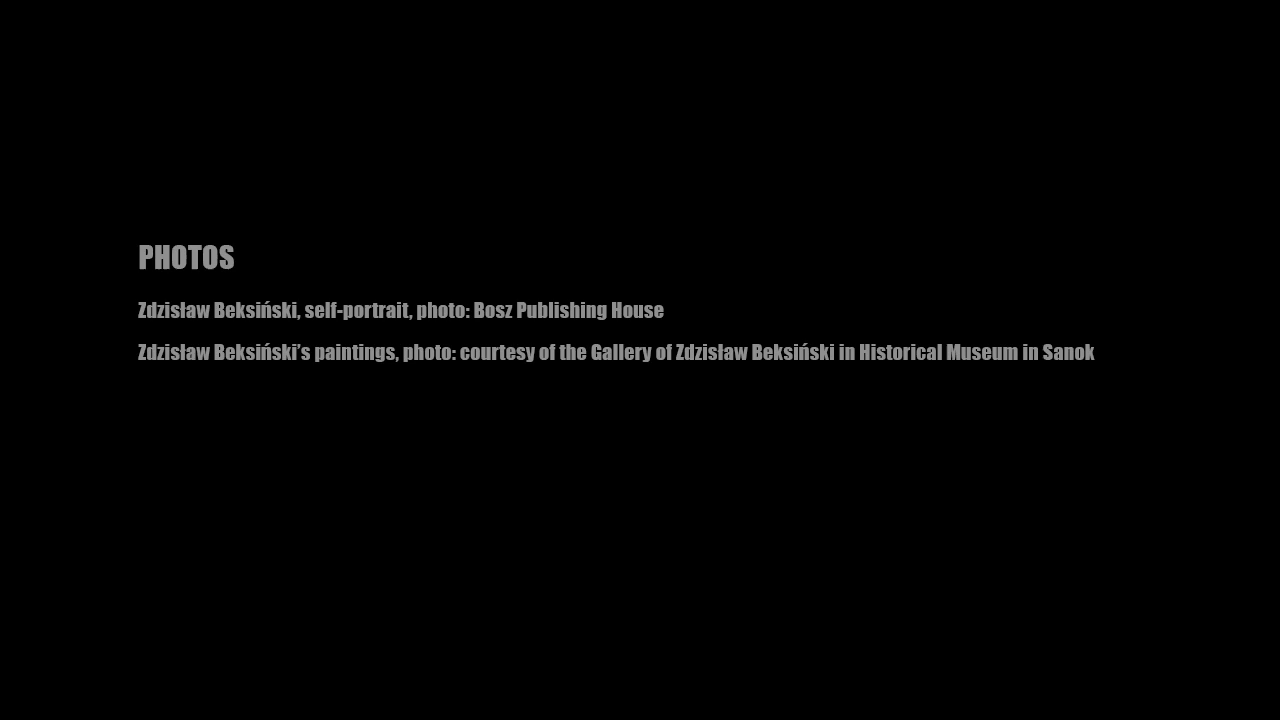 PHOTOS
Zdzisław Beksiński, self-portrait, photo: Bosz Publishing House
Zdzisław Beksiński’s paintings, photo: courtesy of the Gallery of Zdzisław Beksiński in Historical Museum in Sanok